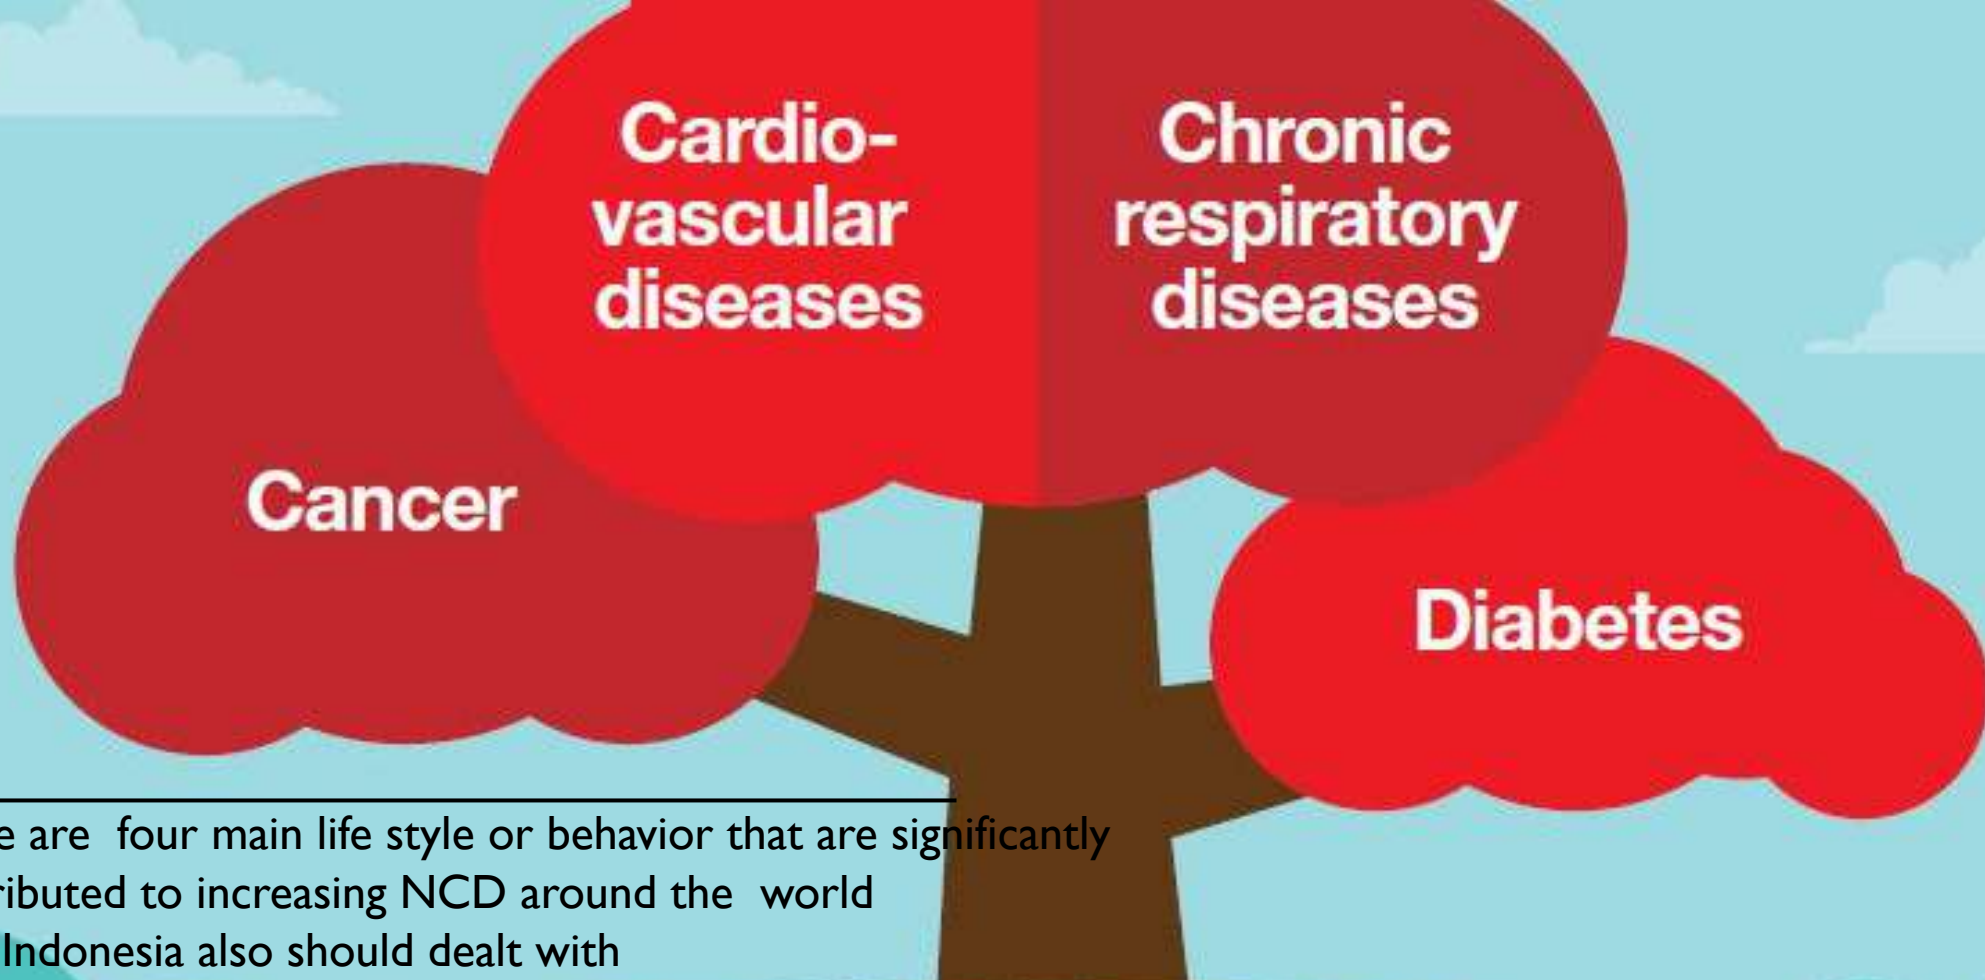 Cardio-
vascular
diseases
Chronic
respiratory
diseases
Cancer
Diabetes
are four main life style or behavior that are significantly
to increasing NCD around the world
Indonesia also should dealt with